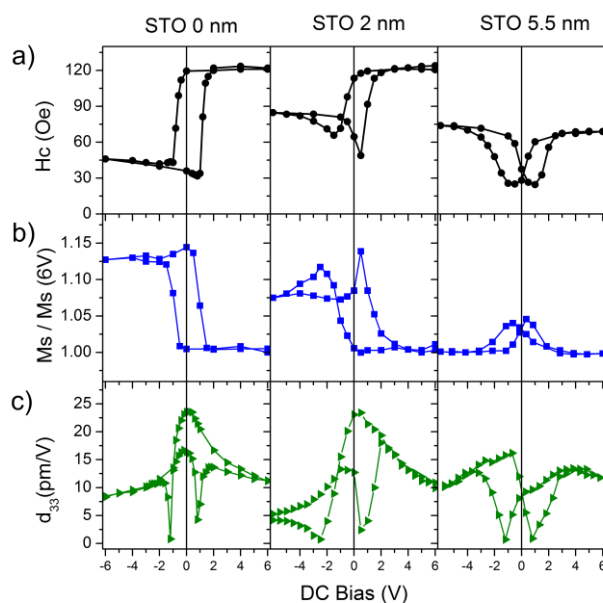 STO 0 nm STO 2 nm STO 5.5 nm
a)
120
90
60
30
0
Hc (Oe)
b)
1.15
1.10
1.05
1.00
Ms / Ms (6V)
c)
25
20
15
10
5
0
d33(pm/V)
-6 -4 -2 0 2 4 6 -4 -2 0 2 4 6 -4 -2 0 2 4 6
DC Bias (V)